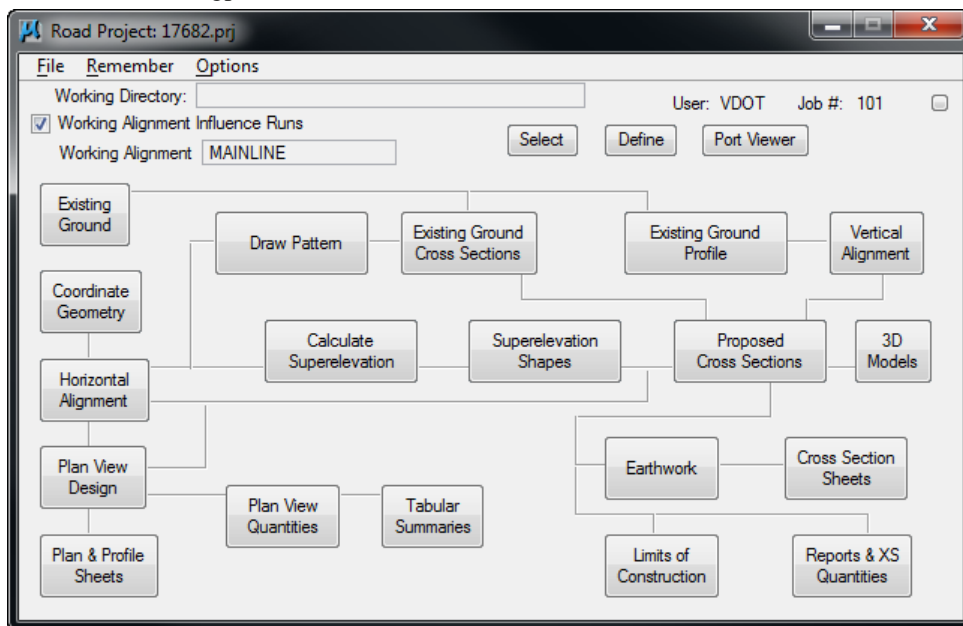 Road Project: 17682.prj
File Remember Options
Working Directory:
User: VDOT Job #: 101
Working Alignment Influence Runs
Working Alignment MAINLINE
Select Define Port Viewer
Existing
Ground
Draw Pattern
Existing Ground
Cross Sections
Existing Ground
Profile
Vertical
Alignment
Coordinate
Geometry
Calculate
Superelevation
Superelevation
Shapes
Proposed
Cross Sections
3D
Models
Horizontal
Alignment
Plan View
Design
Earthwork
Cross Section
Sheets
Plan View
Quantities
Tabular
Summaries
Plan & Profile
Sheets
Limits of
Construction
Reports & XS
Quantities